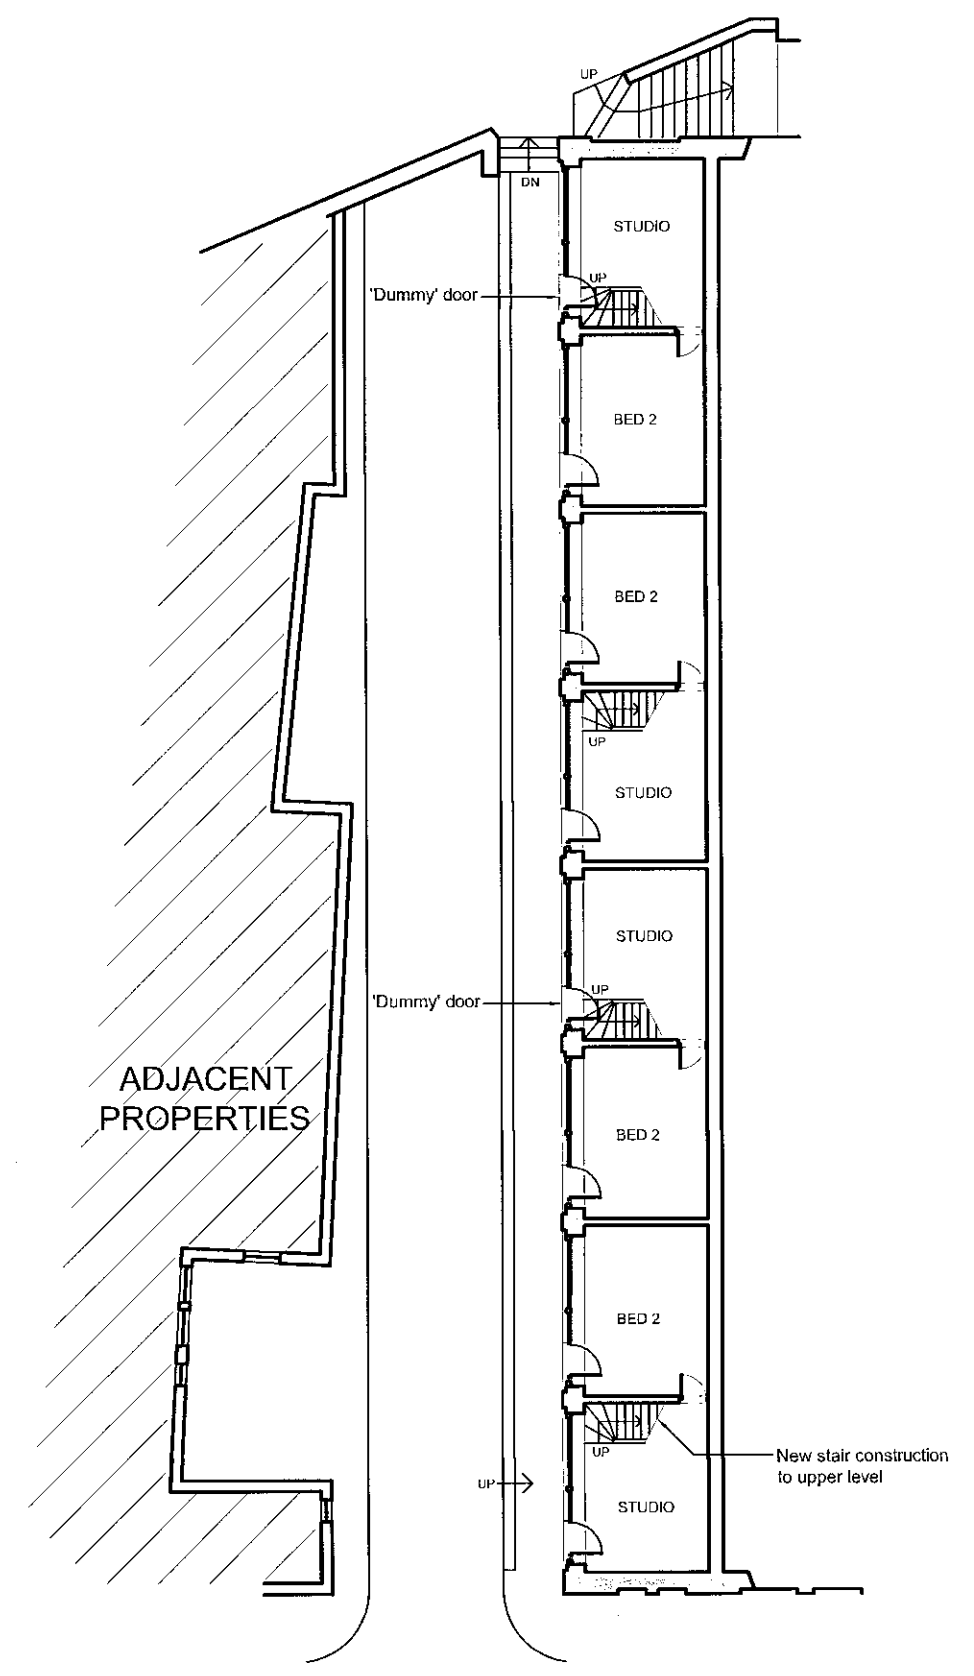 UP
DN
STUDIO
UP
'Dummy' door
BED 2
BED 2
UP
STUDIO
STUDIO
UP
'Dummy' door
ADJACENT
PROPERTIES
BED 2
BED 2
UP
New stair construction
to upper level
UP
STUDIO